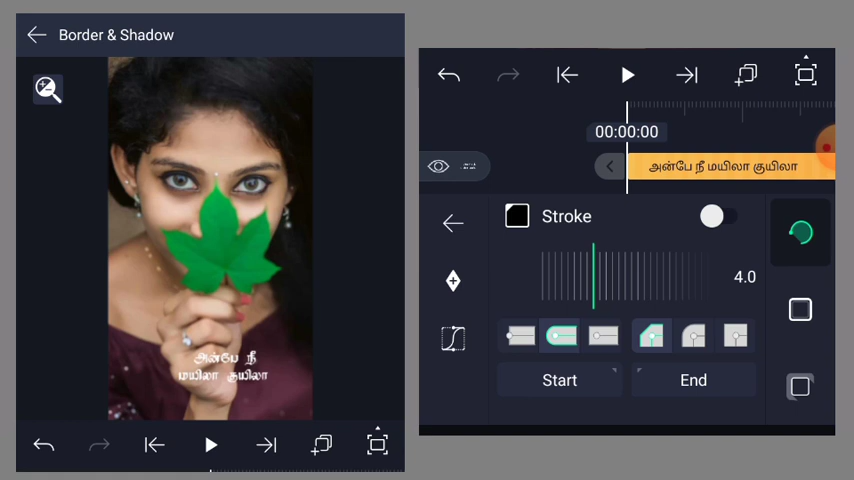 Border & Shadow
அன்பே நீ
மயிலா குயிலா
00:00:00
அன்பே நீ மயிலா குயிலா
Stroke
4.0
Start
End